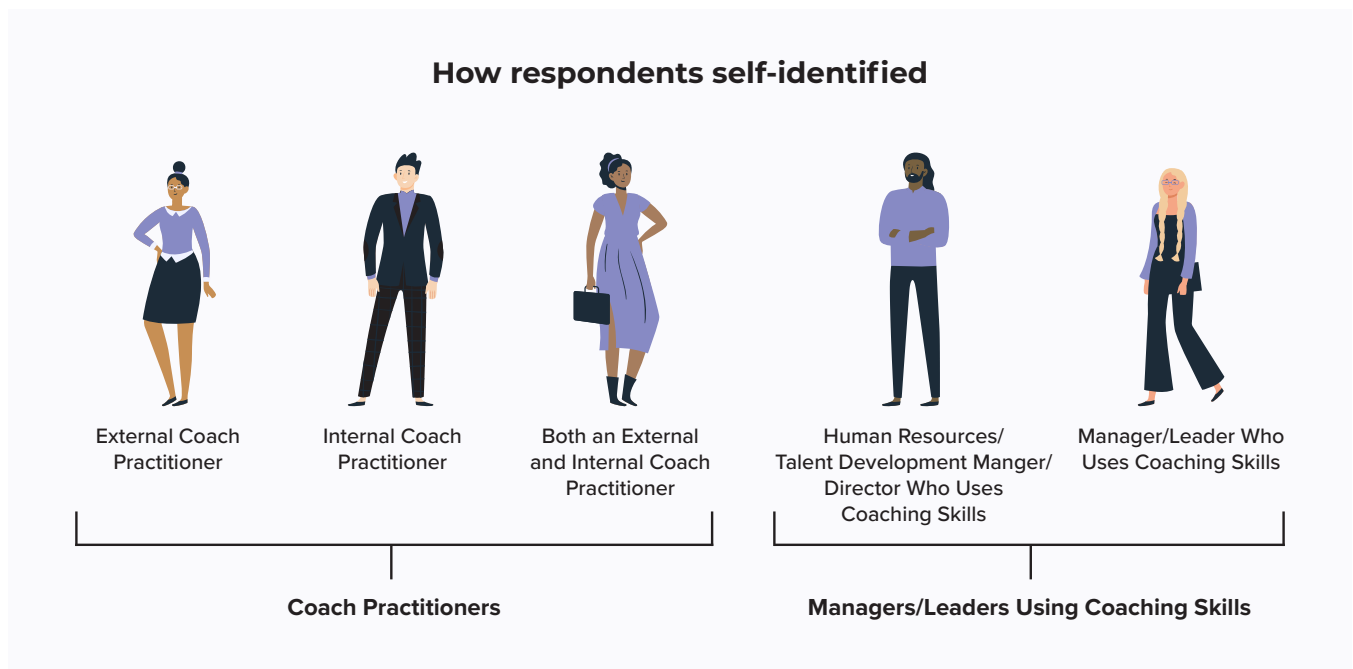 How respondents self-identified
External Coach
Practitioner
Internal Coach
Practitioner
Both an External
and Internal Coach
Practitioner
Human Resources/
Talent Development Manger/
Director Who Uses
Coaching Skills
Manager/Leader Who
Uses Coaching Skills
Coach Practitioners
Managers/Leaders Using Coaching Skills